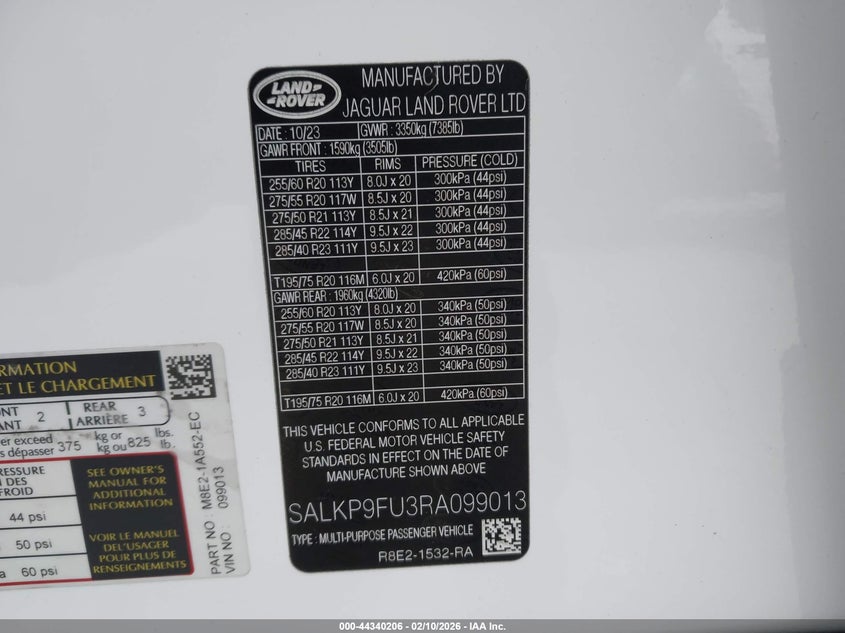 LAND-
-ROVER
MANUFACTURED BY
JAGUAR LAND ROVER LTD
DATE : 10/23 GVWR : 3350kg (7385lb)
GAWR FRONT : 1590kg (3505lb)
TIRES RIMS PRESSURE (COLD)
255/60 R20 113Y 8.0J x 20 300kPa (44psi)
275/55 R20 117W 8.5J x 20 300kPa (44psi)
275/50 R21 113Y 8.5J x 21 300kPa (44psi)
285/45 R22 114Y 9.5J x 22 300kPa (44psi)
285/40 R23 111Y 9.5J x 23 300kPa (44psi)
T195/75 R20 116M 6.0J x 20 420kPa (60psi)
GAWR REAR : 1960kg (4320lb)
255/60 R20 113Y 8.0J x 20 340kPa (50psi)
275/55 R20 117W 8.5J x 20 340kPa (50psi)
275/50 R21 113Y 8.5J x 21 340kPa (50psi)
285/45 R22 114Y 9.5J x 22 340kPa (50psi)
285/40 R23 111Y 9.5J x 23 340kPa (50psi)
T195/75 R20 116M 6.0J x 20 420kPa (60psi)
THIS VEHICLE CONFORMS TO ALL APPLICABLE
U.S. FEDERAL MOTOR VEHICLE SAFETY
STANDARDS IN EFFECT ON THE DATE OF
MANUFACTURE SHOWN ABOVE
SALKP9FU3RA099013
TYPE : MULTI-PURPOSE PASSENGER VEHICLE
R8E2-1532-RA
RMATION
ET LE CHARGEMENT
NT 2 REAR 3
ANT ARRIÈRE
er exceed 375 kg or 825 lbs.
s dépasser kg ou lb.
RESSURE
N DES
FROID
44 psi
50 psi
a 60 psi
SEE OWNER'S
MANUAL FOR
ADDITIONAL
INFORMATION
VOIR LE MANUEL
DEL'USAGER
POUR PLUS DE
RENSEIGNEMENTS
PART NO : M8E2-1A552-EC
VIN NO : 099013
000-44340206 - 02/10/2026 - IAA Inc.